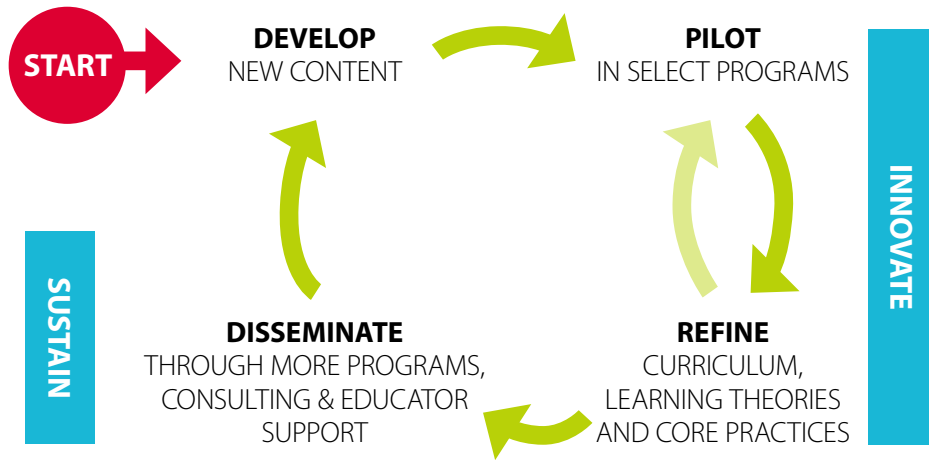 START
DEVELOP
NEW CONTENT
PILOT
IN SELECT PROGRAMS
INNOVATE
REFINE
CURRICULUM,
LEARNING THEORIES
AND CORE PRACTICES
DISSEMINATE
THROUGH MORE PROGRAMS,
CONSULTING & EDUCATOR
SUPPORT
SUSTAIN